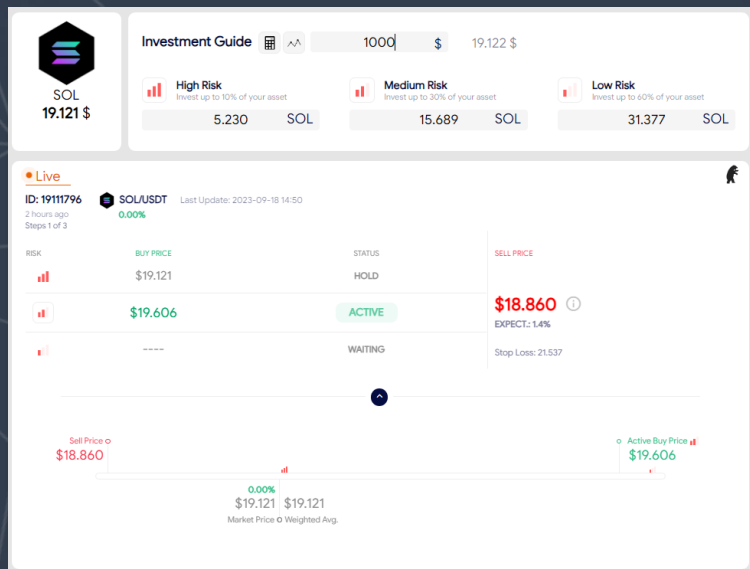 SOL
19.121 $
Investment Guide
1000
$
19.122 $
High Risk
Invest up to 10% of your asset
5.230 SOL
Medium Risk
Invest up to 30% of your asset
15.689 SOL
Low Risk
Invest up to 60% of your asset
31.377 SOL
Live
ID: 19111796
2 hours ago
Steps 1 of 3
SOL/USDT
0.00%
Last Update: 2023-09-18 14:50
RISK BUY PRICE STATUS
$19.121 HOLD
$19.606 ACTIVE
---- WAITING
SELL PRICE
$18.860
EXPECT.: 1.4%
Stop Loss: 21.537
Sell Price
$18.860
Active Buy Price
$19.606
0.00%
$19.121 $19.121
Market Price Weighted Avg.